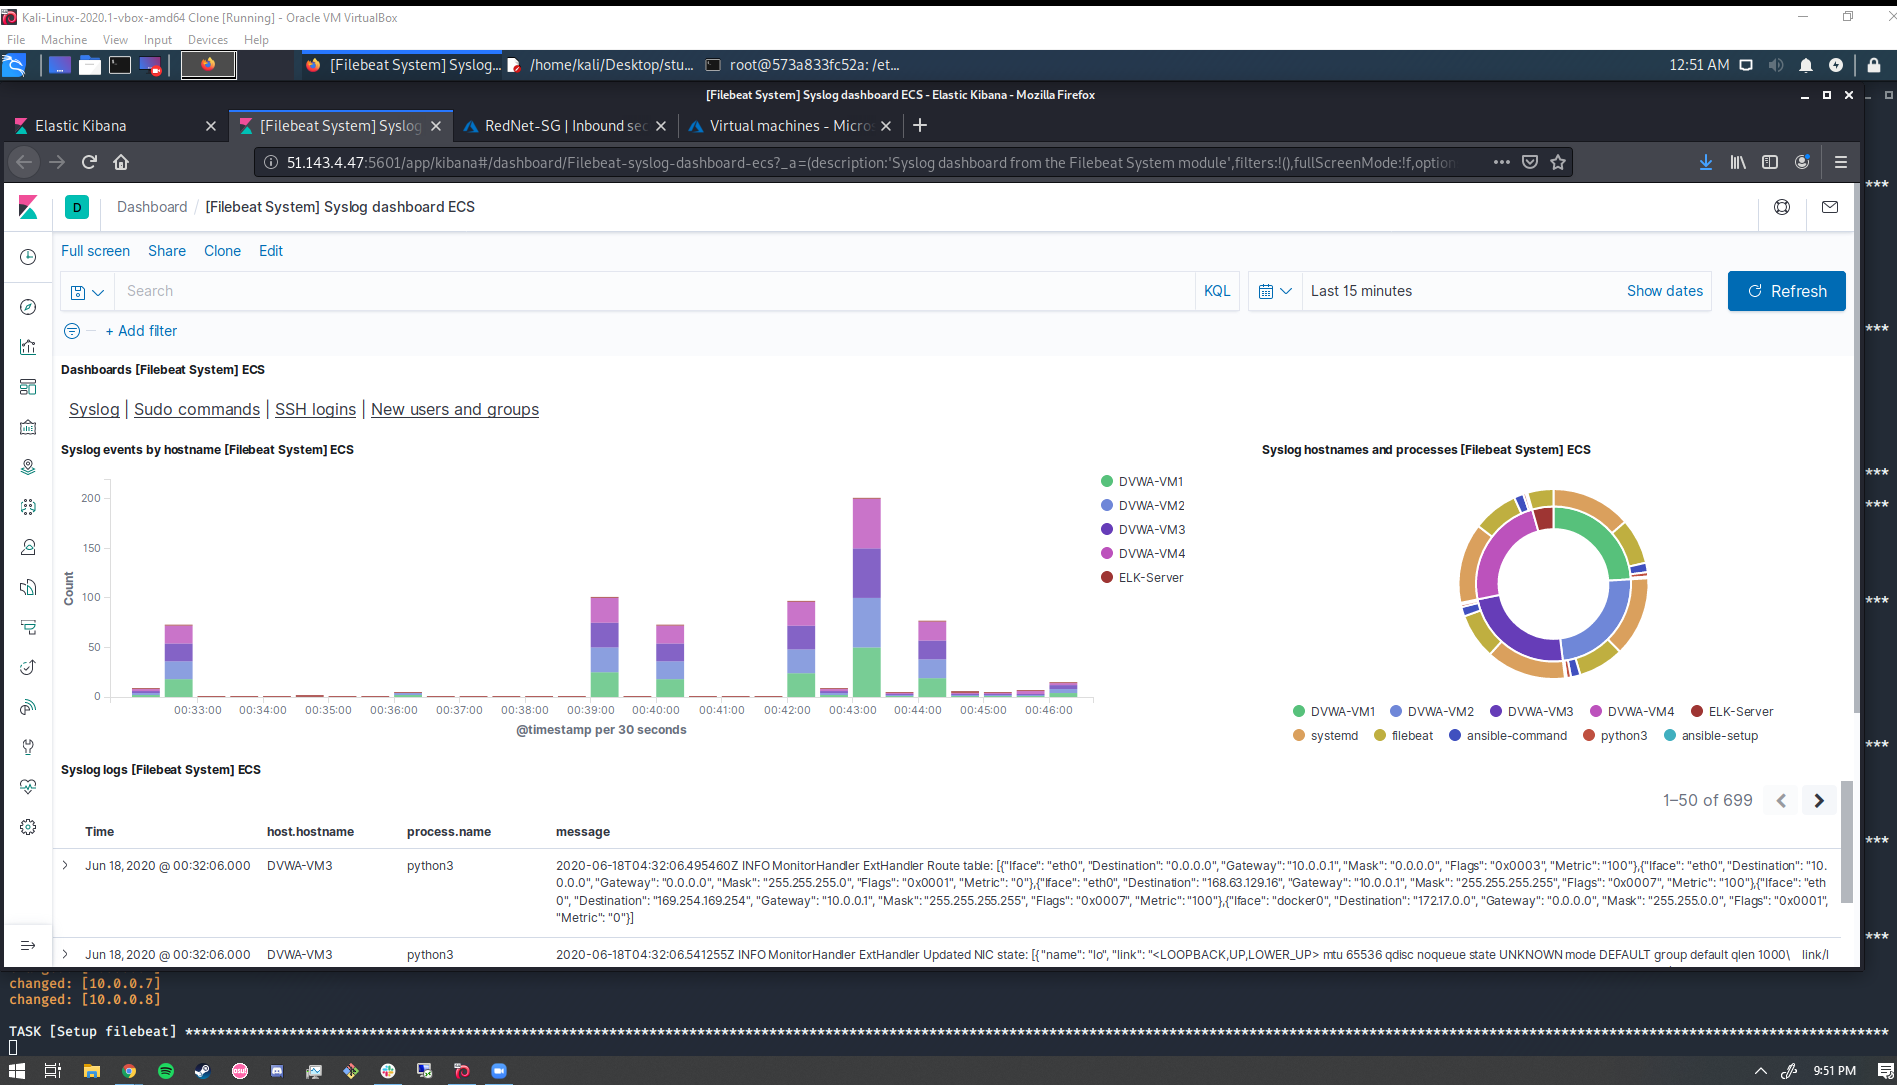 Kali-Linux-2020.1-vbox-amd64 Clone [Running] - Oracle VM VirtualBox
File Machine View Input Devices Help
[Filebeat System] Syslog... /home/kali/Desktop/stu... root@573a833fc52a: /et... 12:51 AM
[Filebeat System] Syslog dashboard ECS - Elastic Kibana - Mozilla Firefox
Elastic Kibana [Filebeat System] Syslog RedNet-SG | Inbound sec Virtual machines - Micros
51.143.4.47:5601/app/kibana#/dashboard/Filebeat-syslog-dashboard-ecs?_a=(description:'Syslog dashboard from the Filebeat System module',filters:!(),fullScreenMode:!f,option
D Dashboard / [Filebeat System] Syslog dashboard ECS
Full screen Share Clone Edit
Search KQL Last 15 minutes Show dates Refresh
+ Add filter
Dashboards [Filebeat System] ECS
Syslog | Sudo commands | SSH logins | New users and groups
Syslog events by hostname [Filebeat System] ECS
200
150
100
50
0
Count
00:33:00 00:34:00 00:35:00 00:36:00 00:37:00 00:38:00 00:39:00 00:40:00 00:41:00 00:42:00 00:43:00 00:44:00 00:45:00 00:46:00
@timestamp per 30 seconds
DVWA-VM1
DVWA-VM2
DVWA-VM3
DVWA-VM4
ELK-Server
Syslog hostnames and processes [Filebeat System] ECS
DVWA-VM1 DVWA-VM2 DVWA-VM3 DVWA-VM4 ELK-Server
systemd filebeat ansible-command python3 ansible-setup
Syslog logs [Filebeat System] ECS
1–50 of 699
Time host.hostname process.name message
Jun 18, 2020 @ 00:32:06.000 DVWA-VM3 python3 2020-06-18T04:32:06.495460Z INFO MonitorHandler ExtHandler Route table: [{"Iface": "eth0", "Destination": "0.0.0.0", "Gateway": "10.0.0.1", "Mask": "0.0.0.0", "Flags": "0x0003", "Metric": "100"},{"Iface": "eth0", "Destination": "10.
0.0.0", "Gateway": "0.0.0.0", "Mask": "255.255.255.0", "Flags": "0x0001", "Metric": "0"},{"Iface": "eth0", "Destination": "168.63.129.16", "Gateway": "10.0.0.1", "Mask": "255.255.255.255", "Flags": "0x0007", "Metric": "100"},{"Iface": "eth
0", "Destination": "169.254.169.254", "Gateway": "10.0.0.1", "Mask": "255.255.255.255", "Flags": "0x0007", "Metric": "100"},{"Iface": "docker0", "Destination": "172.17.0.0", "Gateway": "0.0.0.0", "Mask": "255.255.0.0", "Flags": "0x0001",
"Metric": "0"}]
Jun 18, 2020 @ 00:32:06.000 DVWA-VM3 python3 2020-06-18T04:32:06.541255Z INFO MonitorHandler ExtHandler Updated NIC state: [{ "name": "lo", "link": "<LOOPBACK,UP,LOWER_UP> mtu 65536 qdisc noqueue state UNKNOWN mode DEFAULT group default qlen 1000\ link/l
changed: [10.0.0.7]
changed: [10.0.0.8]
TASK [Setup filebeat] ****
9:51 PM